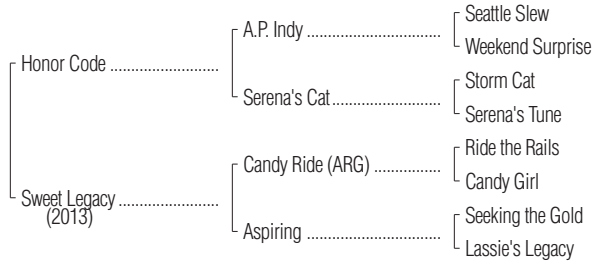 Seattle Slew
A.P. Indy ..............................
Weekend Surprise
Honor Code ........................
Storm Cat
Serena's Cat........................
Serena's Tune
Ride the Rails
Candy Ride (ARG) ...............
Candy Girl
Sweet Legacy ......................
(2013)
Seeking the Gold
Aspiring ..............................
Lassie's Legacy